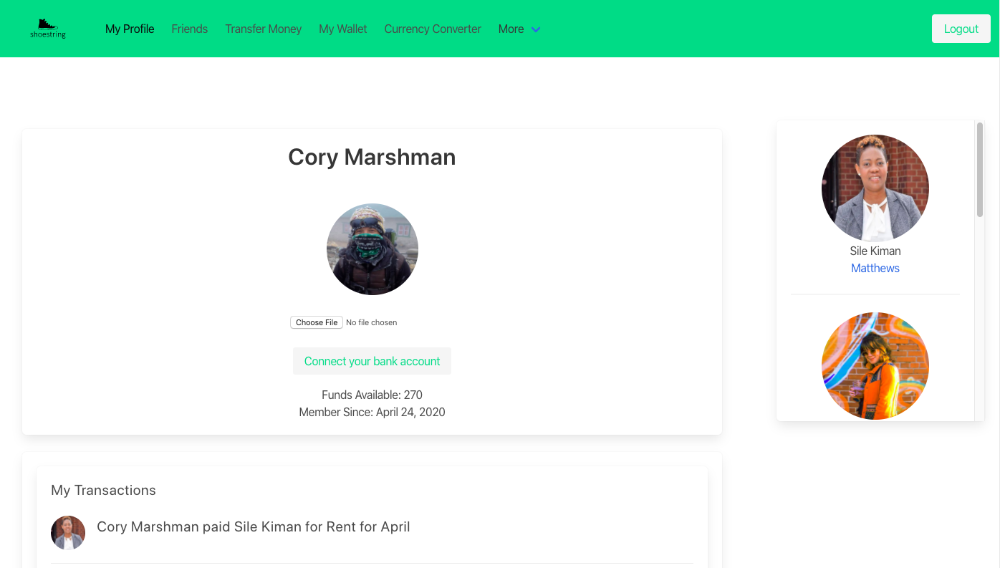 shoestring
My Profile
Friends
Transfer Money
My Wallet
Currency Converter
More
Logout
Cory Marshman
Choose File No file chosen
Connect your bank account
Funds Available: 270
Member Since: April 24, 2020
Sile Kiman
Matthews
My Transactions
Cory Marshman paid Sile Kiman for Rent for April